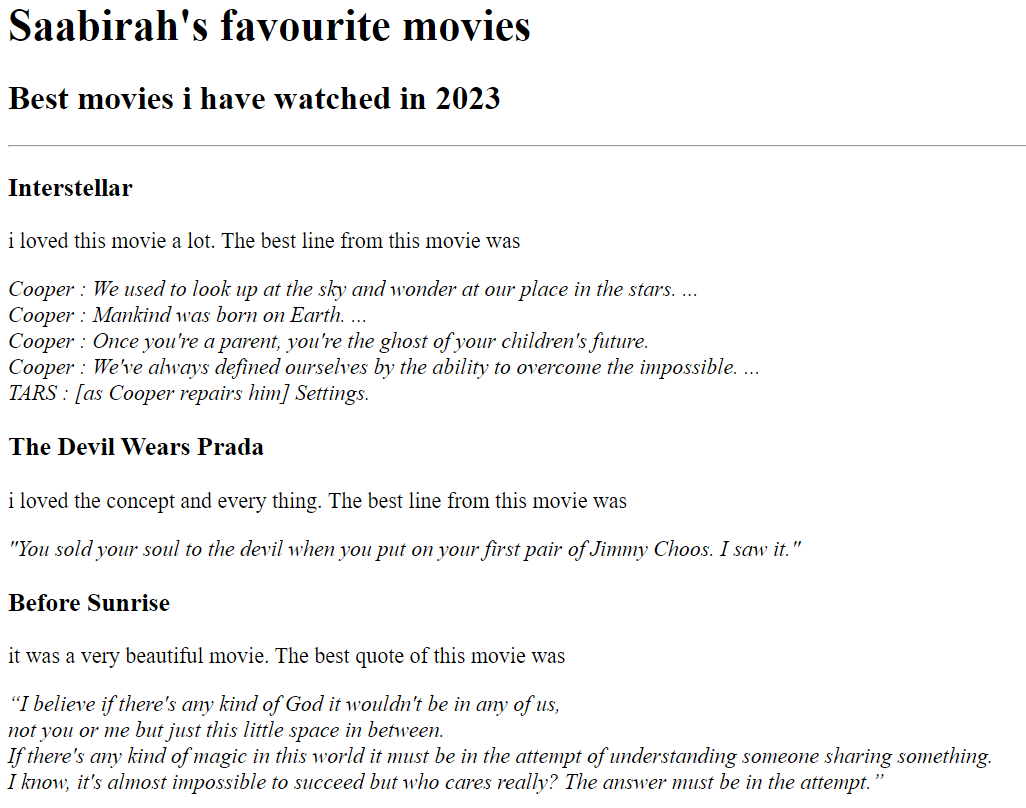 Saabirah's favourite movies
Best movies i have watched in 2023
Interstellar
i loved this movie a lot. The best line from this movie was
Cooper : We used to look up at the sky and wonder at our place in the stars. ...
Cooper : Mankind was born on Earth. ...
Cooper : Once you're a parent, you're the ghost of your children's future.
Cooper : We've always defined ourselves by the ability to overcome the impossible. ...
TARS : [as Cooper repairs him] Settings.
The Devil Wears Prada
i loved the concept and every thing. The best line from this movie was
"You sold your soul to the devil when you put on your first pair of Jimmy Choos. I saw it."
Before Sunrise
it was a very beautiful movie. The best quote of this movie was
“I believe if there's any kind of God it wouldn't be in any of us,
not you or me but just this little space in between.
If there's any kind of magic in this world it must be in the attempt of understanding someone sharing something.
I know, it's almost impossible to succeed but who cares really? The answer must be in the attempt.”